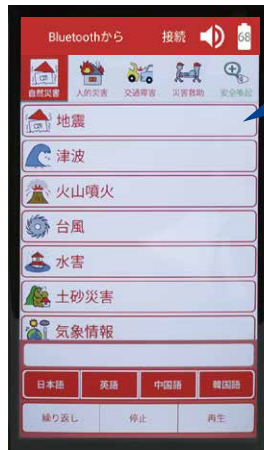 Bluetoothから 接続 68
自然災害 人的災害 交通障害 災害救助 安全喚起
地震
津波
火山噴火
台風
水害
土砂災害
気象情報
日本語 英語 中国語 韓国語
繰り返し 停止 再生